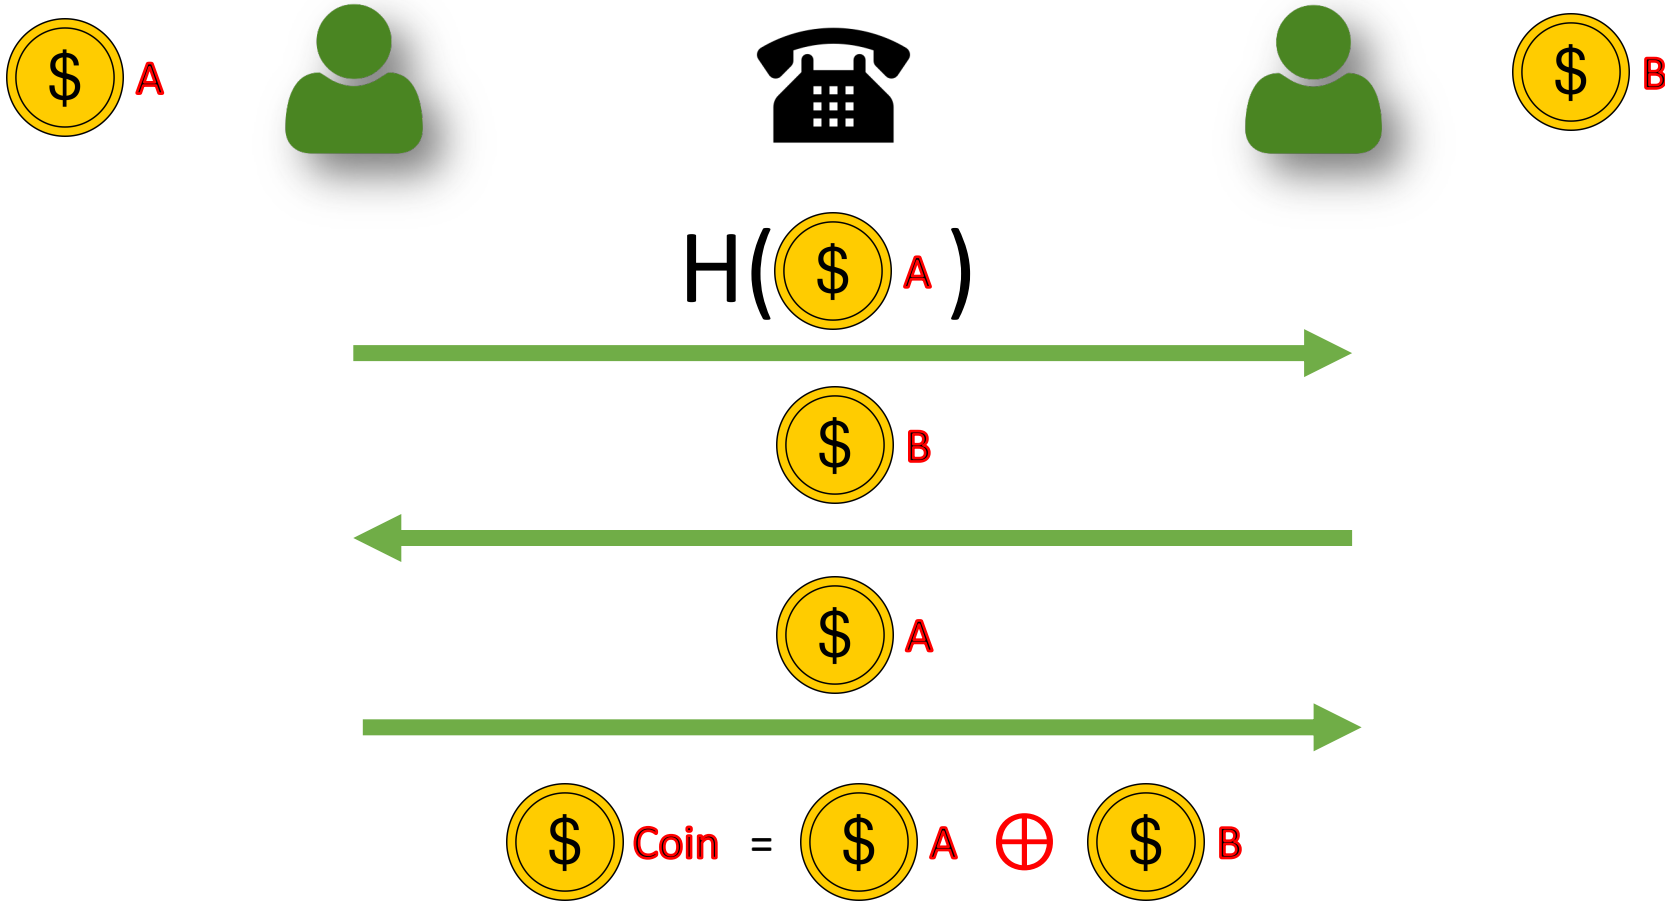 $ A $ B
H( $ A )
$ B
$ A
$ Coin = $ A ⊕ $ B